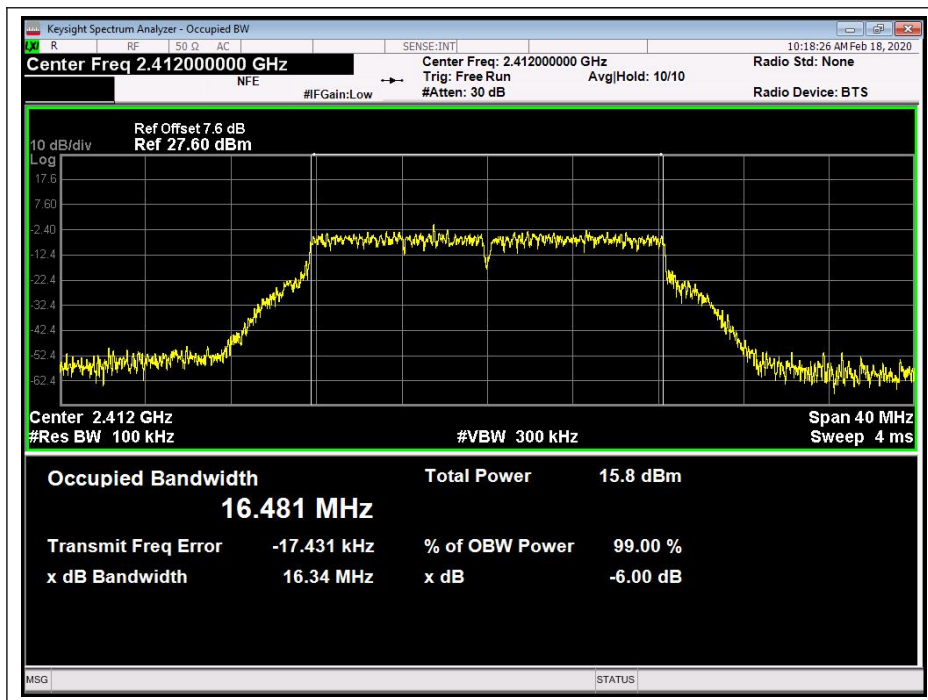 Keysight Spectrum Analyzer - Occupied BW
LXI R RF 50 Ω AC SENSE:INT 10:18:26 AM Feb 18, 2020
Center Freq 2.412000000 GHz Center Freq: 2.412000000 GHz Radio Std: None
NFE Trig: Free Run Avg|Hold: 10/10
#IFGain:Low #Atten: 30 dB Radio Device: BTS
Ref Offset 7.6 dB
10 dB/div Ref 27.60 dBm
Log
17.6
7.60
-2.40
-12.4
-22.4
-32.4
-42.4
-52.4
-62.4
Center 2.412 GHz Span 40 MHz
#Res BW 100 kHz #VBW 300 kHz Sweep 4 ms
Occupied Bandwidth Total Power 15.8 dBm
16.481 MHz
Transmit Freq Error -17.431 kHz % of OBW Power 99.00 %
x dB Bandwidth 16.34 MHz x dB -6.00 dB
MSG STATUS